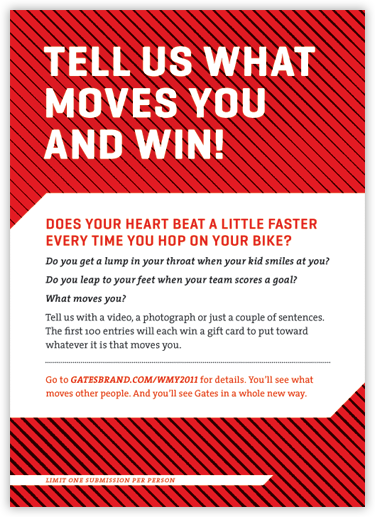 TELL US WHAT
MOVES YOU
AND WIN!
DOES YOUR HEART BEAT A LITTLE FASTER
EVERY TIME YOU HOP ON YOUR BIKE?
Do you get a lump in your throat when your kid smiles at you?
Do you leap to your feet when your team scores a goal?
What moves you?
Tell us with a video, a photograph or just a couple of sentences.
The first 100 entries will each win a gift card to put toward
whatever it is that moves you.
Go to GATESBRAND.COM/WMY2011 for details. You'll see what
moves other people. And you'll see Gates in a whole new way.
LIMIT ONE SUBMISSION PER PERSON